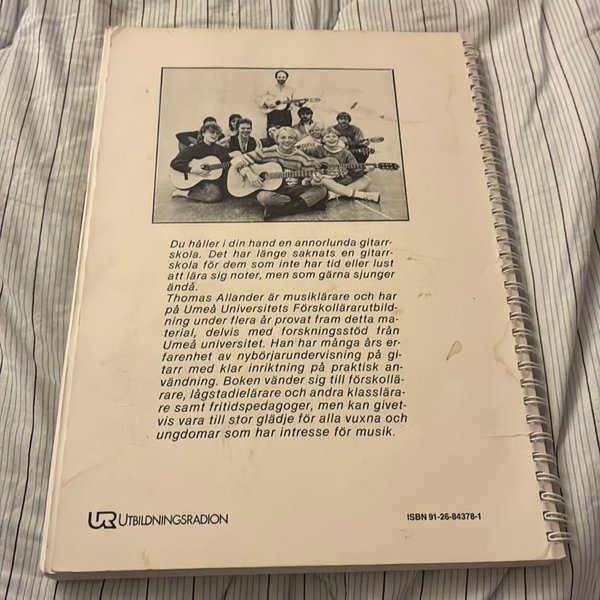 Du håller i din hand en annorlunda gitarr-
skola. Det har länge saknats en gitarr-
skola för dem som inte har tid eller lust
att lära sig noter, men som gärna sjunger
ändå.
Thomas Allander är musiklärare och har
på Umeå Universitets Förskollärarutbild-
ning under flera år provat fram detta ma-
terial, delvis med forskningsstöd från
Umeå universitet. Han har många års er-
farenhet av nybörjarundervisning på gi-
tarr med klar inriktning på praktisk an-
vändning. Boken vänder sig till förskollä-
rare, lågstadielärare och andra klasslära-
re samt fritidspedagoger, men kan givet-
vis vara till stor glädje för alla vuxna och
ungdomar som har intresse för musik.
UR UTBILDNINGSRADION
ISBN 91-26-84378-1